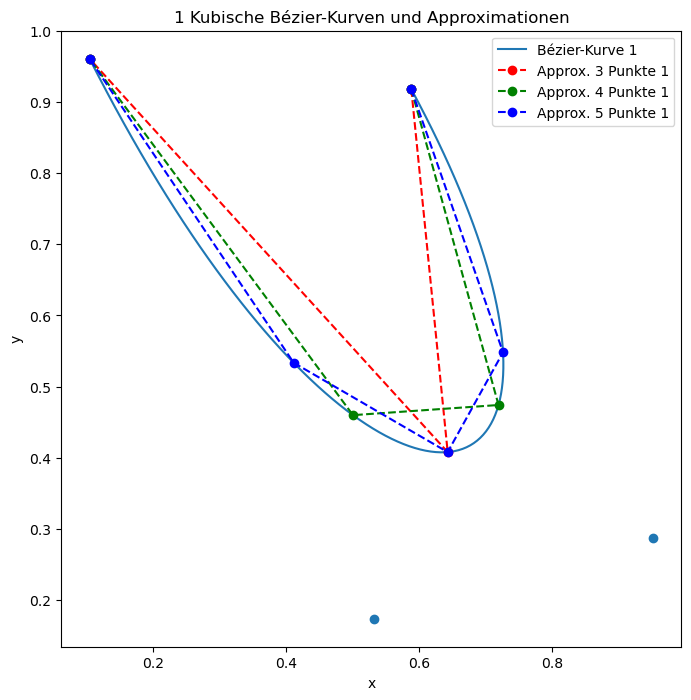 1 Kubische Bézier-Kurven und Approximationen
Bézier-Kurve 1
Approx. 3 Punkte 1
Approx. 4 Punkte 1
Approx. 5 Punkte 1
1.0
0.9
0.8
0.7
0.6
0.5
0.4
0.3
0.2
y
0.2 0.4 0.6 0.8
x